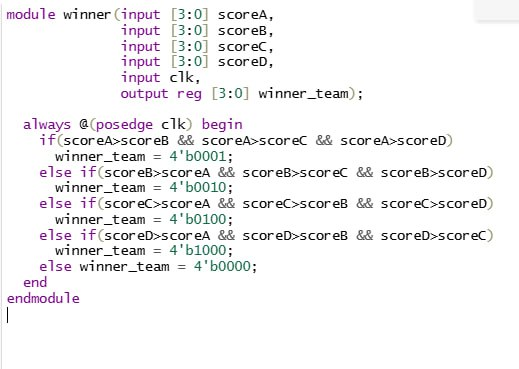 module winner(input [3:0] scoreA,
              input [3:0] scoreB,
              input [3:0] scoreC,
              input [3:0] scoreD,
              input clk,
              output reg [3:0] winner_team);

  always @(posedge clk) begin
    if(scoreA>scoreB && scoreA>scoreC && scoreA>scoreD)
      winner_team = 4'b0001;
    else if(scoreB>scoreA && scoreB>scoreC && scoreB>scoreD)
      winner_team = 4'b0010;
    else if(scoreC>scoreA && scoreC>scoreB && scoreC>scoreD)
      winner_team = 4'b0100;
    else if(scoreD>scoreA && scoreD>scoreB && scoreD>scoreC)
      winner_team = 4'b1000;
    else winner_team = 4'b0000;
  end
endmodule